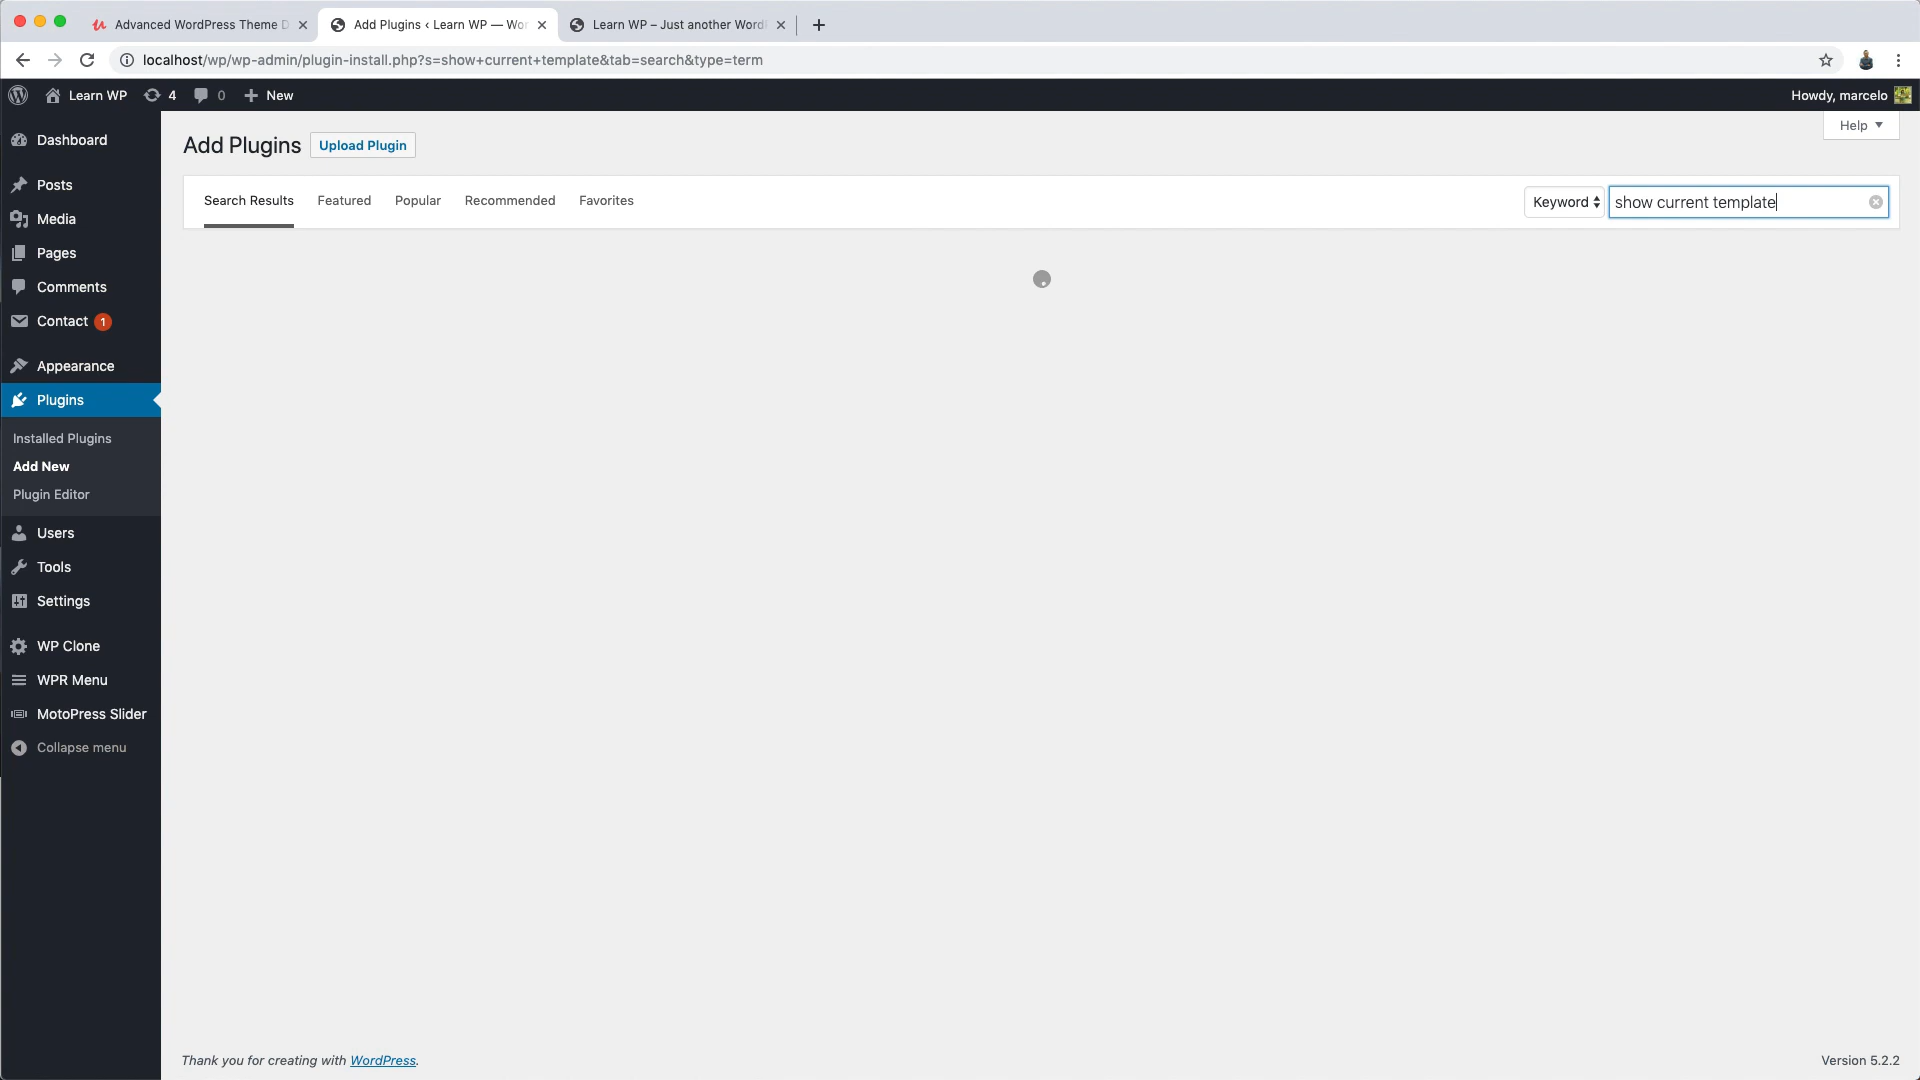 Advanced WordPress Theme D
Add Plugins ‹ Learn WP — Wor
Learn WP – Just another Word
localhost/wp/wp-admin/plugin-install.php?s=show+current+template&tab=search&type=term
Learn WP
4
0
New
Howdy, marcelo
Help
Dashboard
Posts
Media
Pages
Comments
Contact 1
Appearance
Plugins
Installed Plugins
Add New
Plugin Editor
Users
Tools
Settings
WP Clone
WPR Menu
MotoPress Slider
Collapse menu
Add Plugins
Upload Plugin
Search Results
Featured
Popular
Recommended
Favorites
Keyword
show current template
Thank you for creating with WordPress.
Version 5.2.2